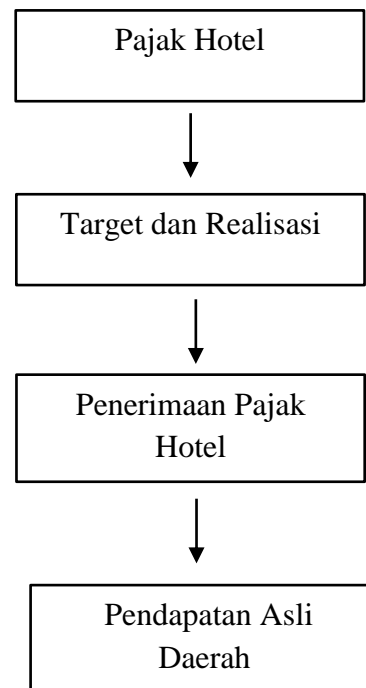 Pajak Hotel
Target dan Realisasi
Penerimaan Pajak
Hotel
Pendapatan Asli
Daerah